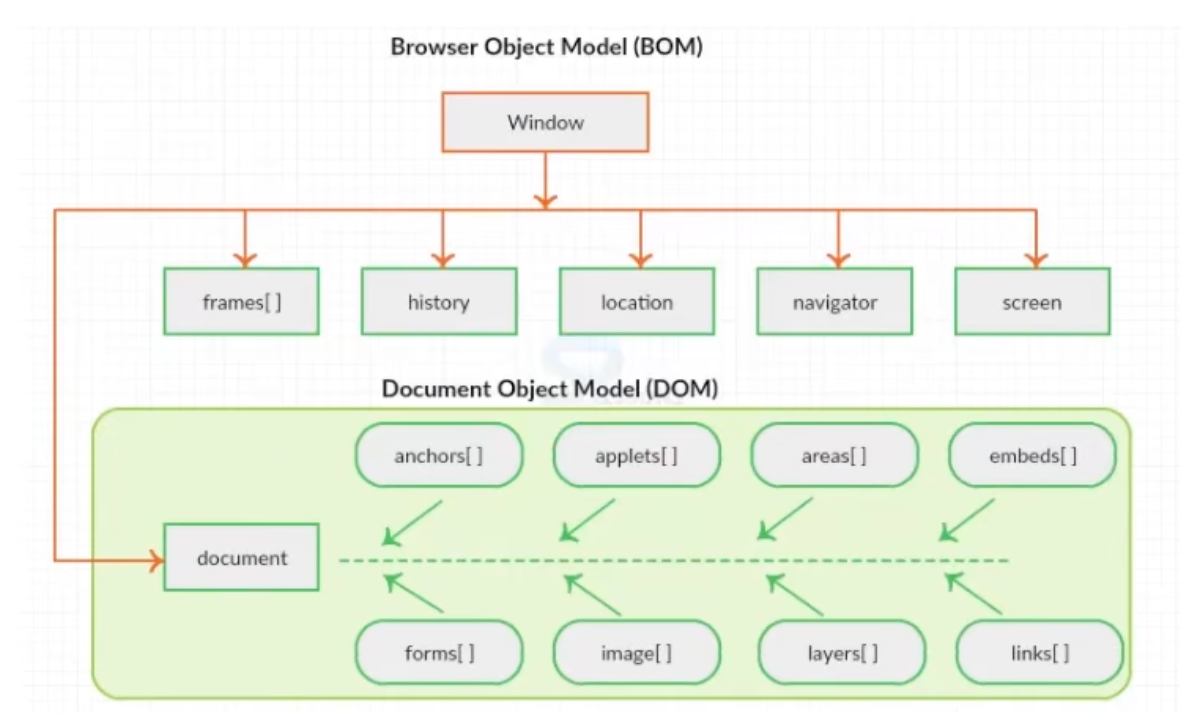 Browser Object Model (BOM)
Window
frames[ ]
history
location
navigator
screen
Document Object Model (DOM)
anchors[ ]
applets[ ]
areas[ ]
embeds[ ]
document
forms[ ]
image[ ]
layers[ ]
links[ ]